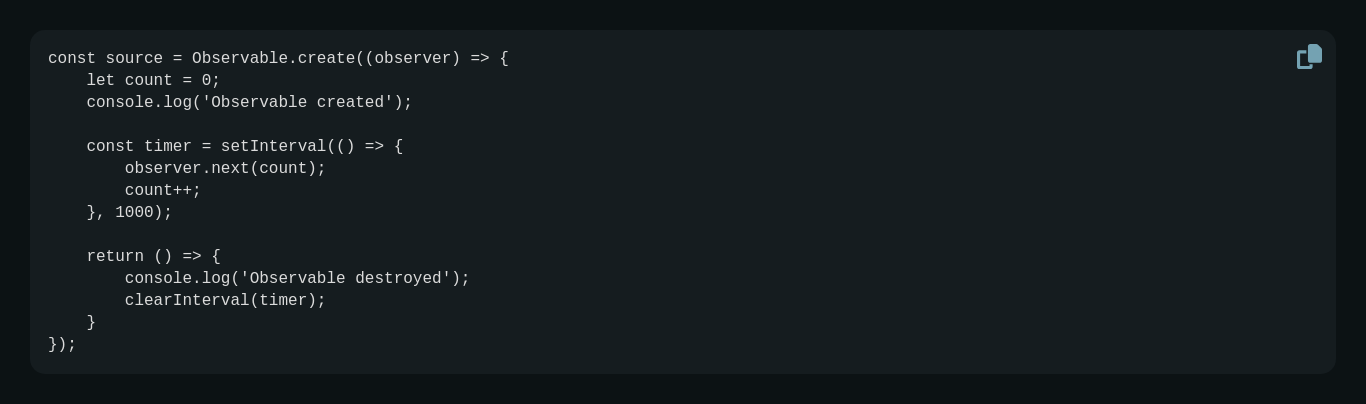 const source = Observable.create((observer) => {
    let count = 0;
    console.log('Observable created');

    const timer = setInterval(() => {
        observer.next(count);
        count++;
    }, 1000);

    return () => {
        console.log('Observable destroyed');
        clearInterval(timer);
    }
});